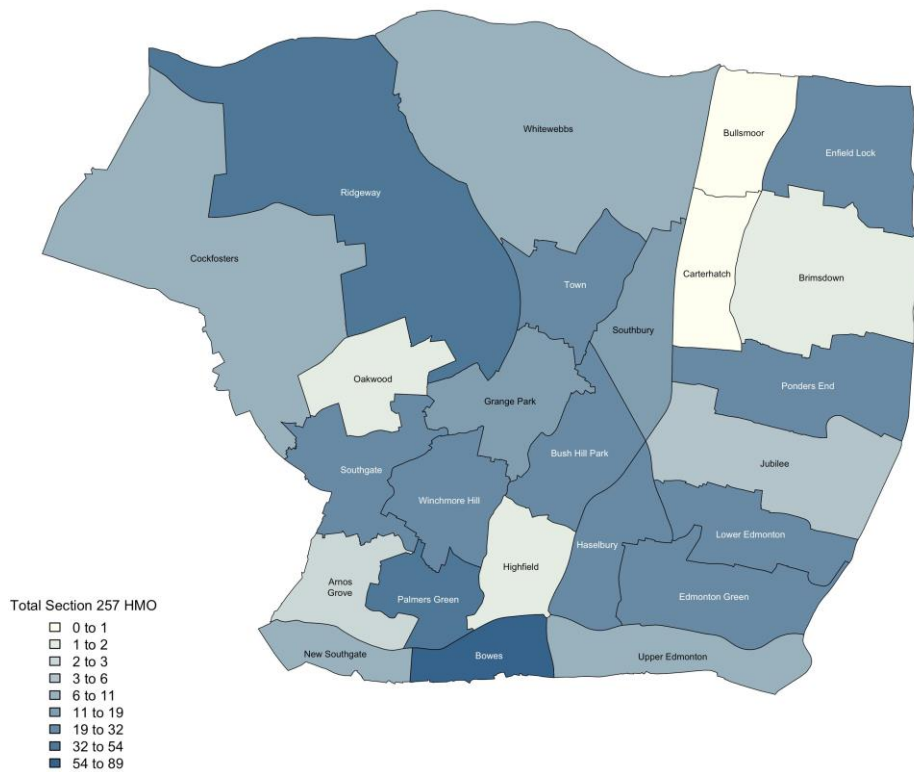 Whitewebbs
Bullsmoor
Enfield Lock
Ridgeway
Cockfosters
Carterhatch
Brimsdown
Town
Southbury
Oakwood
Ponders End
Grange Park
Bush Hill Park
Jubilee
Southgate
Winchmore Hill
Lower Edmonton
Haselbury
Highfield
Arnos
Grove
Palmers Green
Edmonton Green
New Southgate
Bowes
Upper Edmonton
Total Section 257 HMO
0 to 1
1 to 2
2 to 3
3 to 6
6 to 11
11 to 19
19 to 32
32 to 54
54 to 89